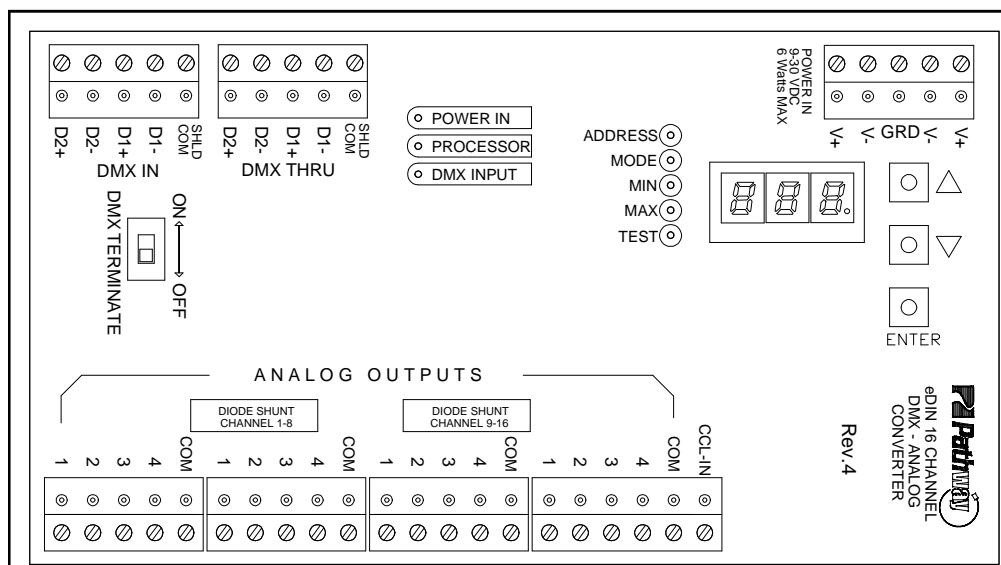 POWER IN
9-30 VDC
6 Watts MAX
D2+ D2- D1+ D1- SHLD COM
DMX IN
D2+ D2- D1+ D1- SHLD COM
DMX THRU
POWER IN
PROCESSOR
DMX INPUT
ADDRESS
MODE
MIN
MAX
TEST
8 8 8.
V+ V- GRD V- V+
DMX TERMINATE
ON
OFF
ENTER
ANALOG OUTPUTS
DIODE SHUNT
CHANNEL 1-8
DIODE SHUNT
CHANNEL 9-16
1 2 3 4 COM
1 2 3 4 COM
1 2 3 4 COM
1 2 3 4 COM CCL-IN
Rev.4
Pathway
eDIN 16 CHANNEL
DMX - ANALOG
CONVERTER